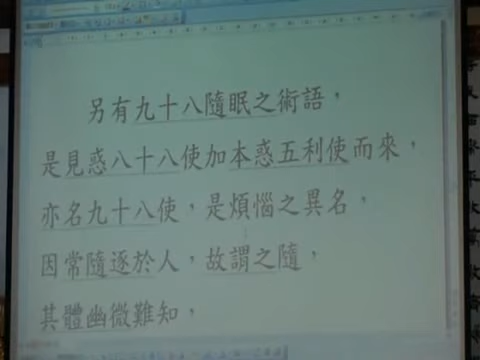 另有九十八隨眠之術語，
是見惑八十八使加本惑五利使而來，
亦名九十八使，是煩惱之異名，
因常隨逐於人，故謂之隨，
其體幽微難知，